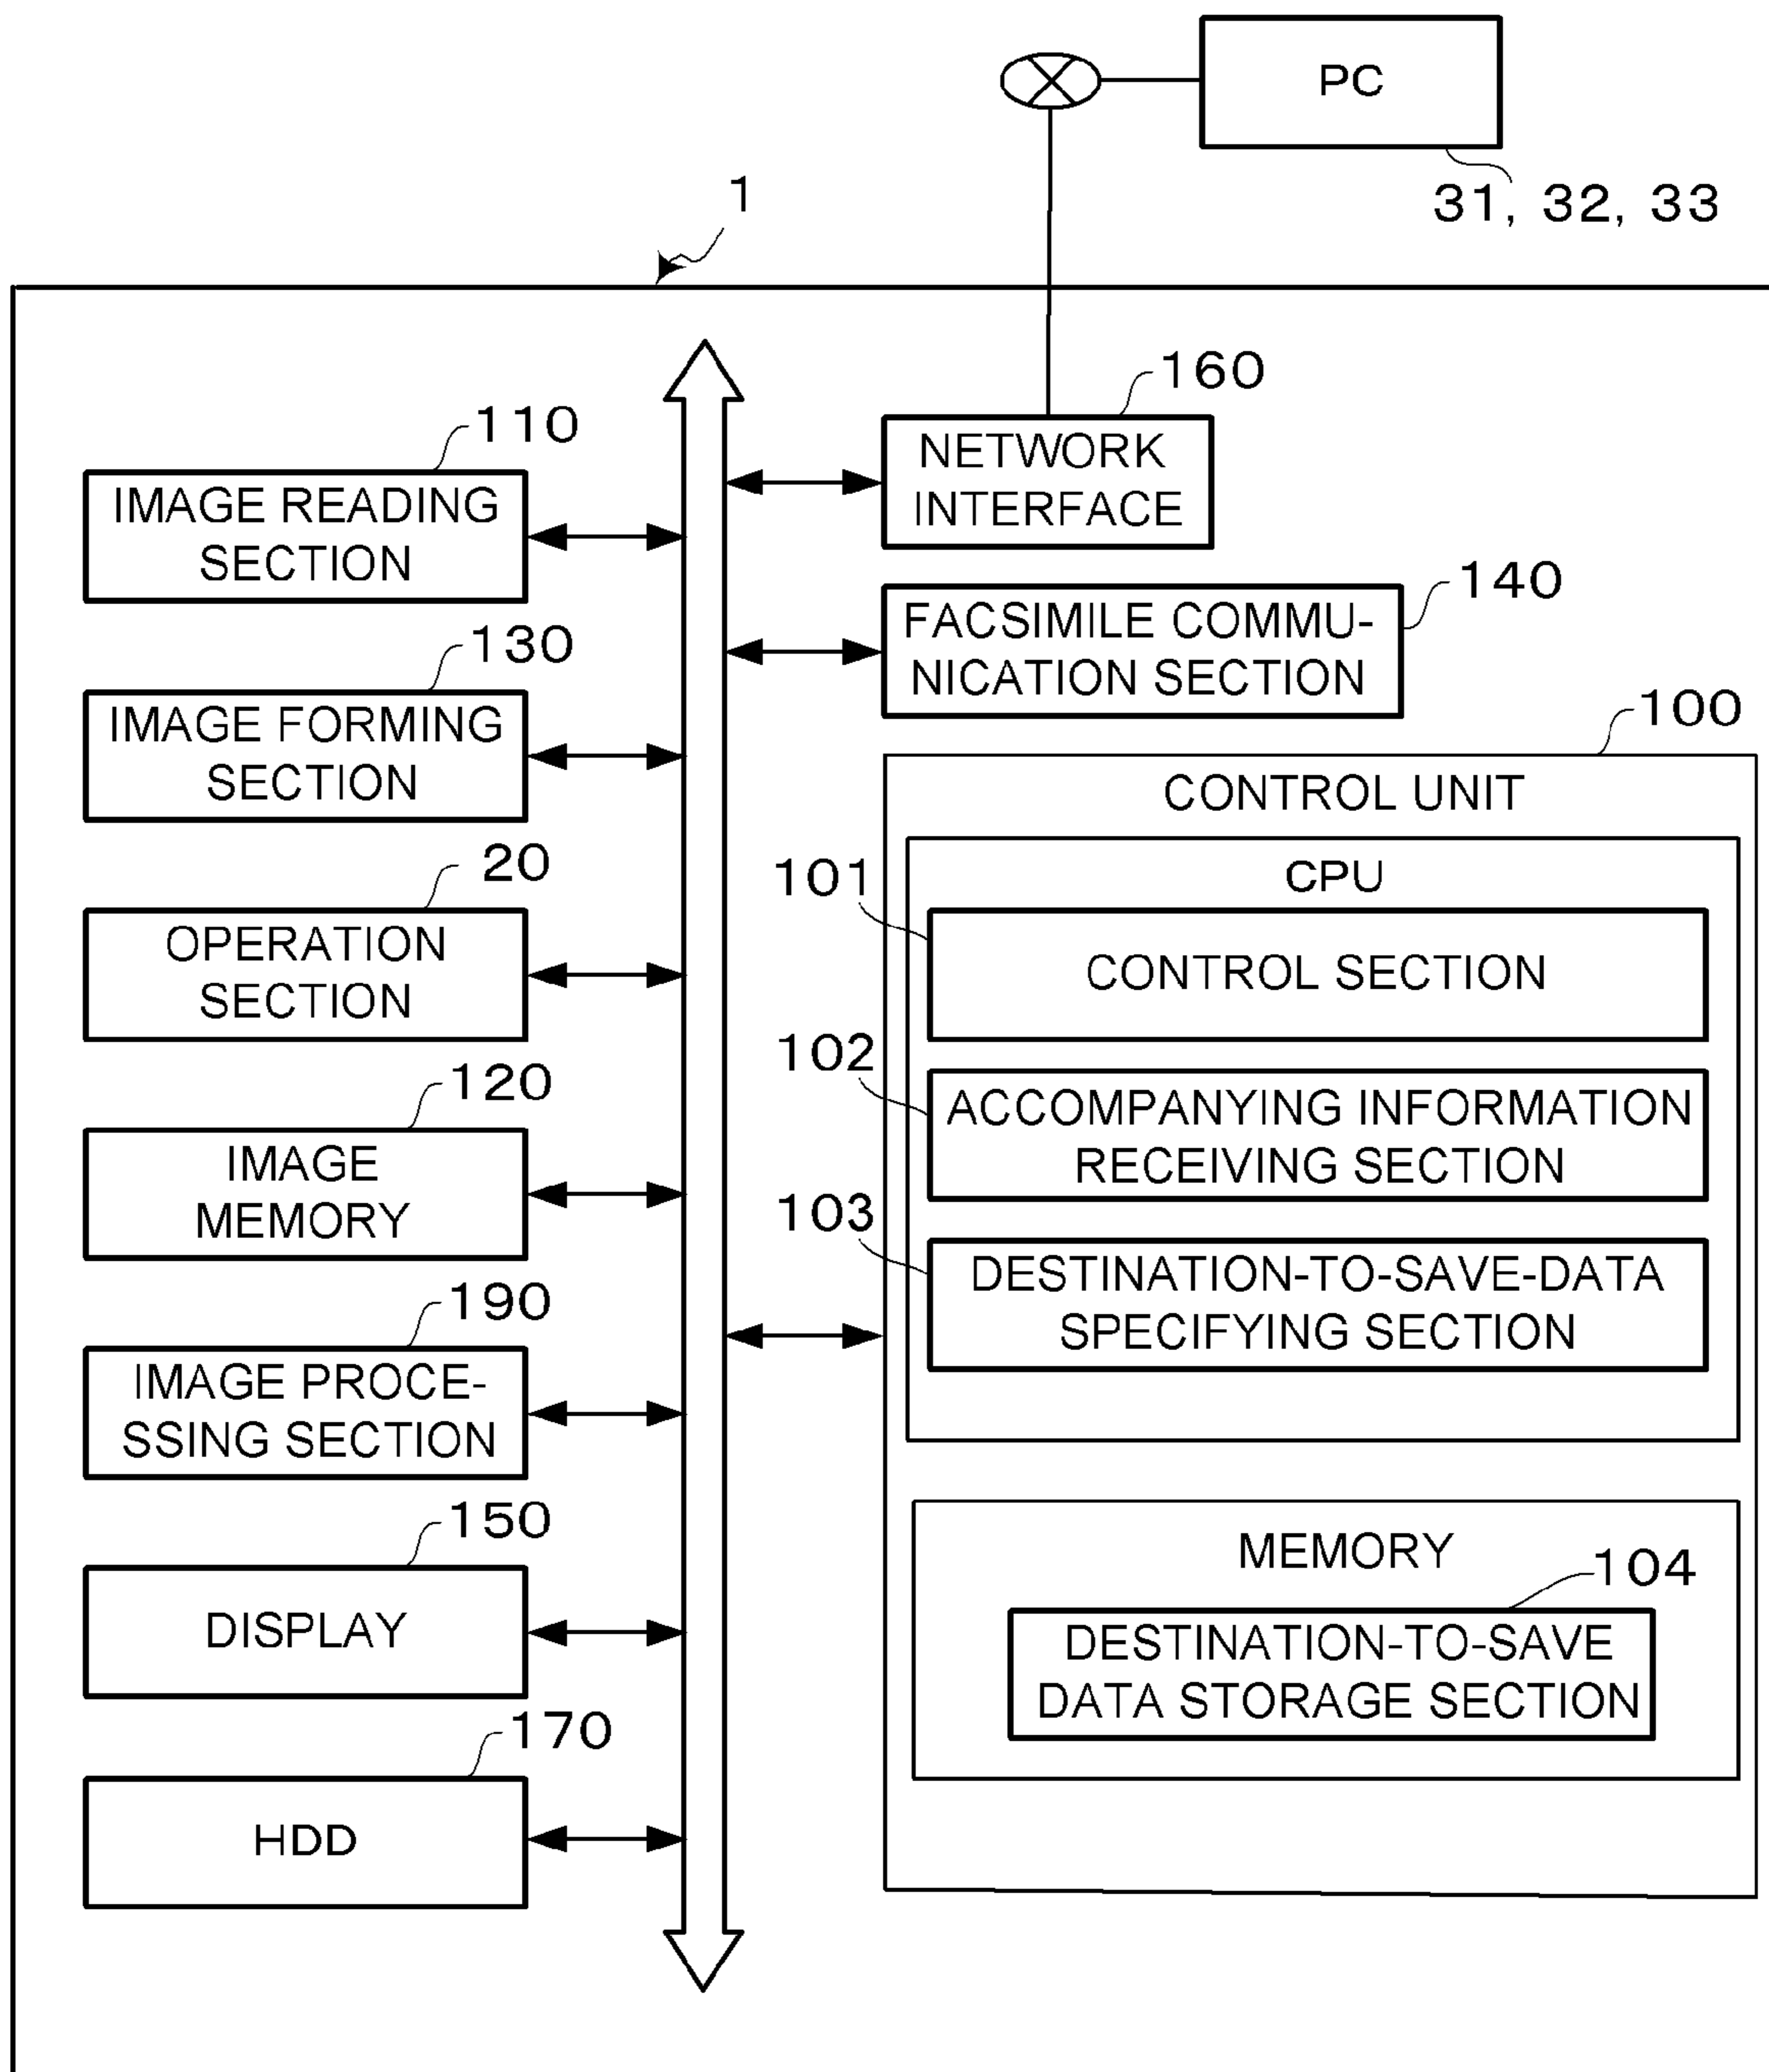 PC
31, 32, 33
1
160
NETWORK
INTERFACE
110
IMAGE READING
SECTION
140
FACSIMILE COMMU-
NICATION SECTION
130
IMAGE FORMING
SECTION
100
CONTROL UNIT
CPU
20
OPERATION
SECTION
101
CONTROL SECTION
120
IMAGE
MEMORY
102
ACCOMPANYING INFORMATION
RECEIVING SECTION
190
IMAGE PROCE-
SSING SECTION
103
DESTINATION-TO-SAVE-DATA
SPECIFYING SECTION
150
DISPLAY
MEMORY
104
DESTINATION-TO-SAVE
DATA STORAGE SECTION
170
HDD